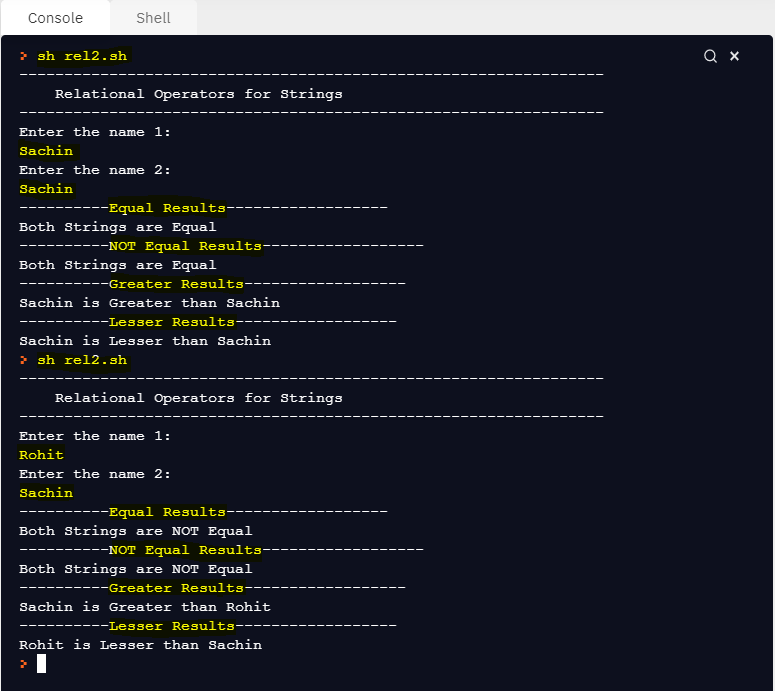 Console Shell
> sh rel2.sh
-----------------------------------------------------------------
    Relational Operators for Strings
-----------------------------------------------------------------
Enter the name 1:
Sachin
Enter the name 2:
Sachin
----------Equal Results------------------
Both Strings are Equal
----------NOT Equal Results------------------
Both Strings are Equal
----------Greater Results------------------
Sachin is Greater than Sachin
----------Lesser Results------------------
Sachin is Lesser than Sachin
> sh rel2.sh
-----------------------------------------------------------------
    Relational Operators for Strings
-----------------------------------------------------------------
Enter the name 1:
Rohit
Enter the name 2:
Sachin
----------Equal Results------------------
Both Strings are NOT Equal
----------NOT Equal Results------------------
Both Strings are NOT Equal
----------Greater Results------------------
Sachin is Greater than Rohit
----------Lesser Results------------------
Rohit is Lesser than Sachin
>